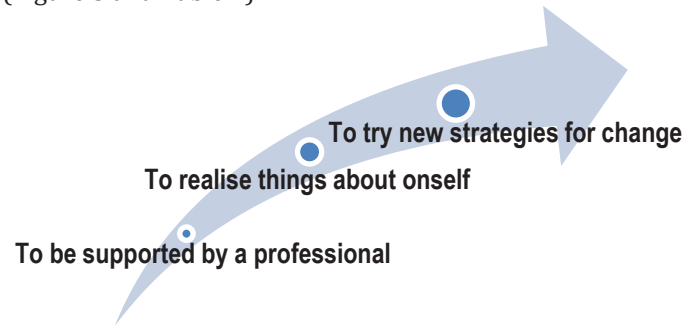 To try new strategies for change
To realise things about onself
To be supported by a professional